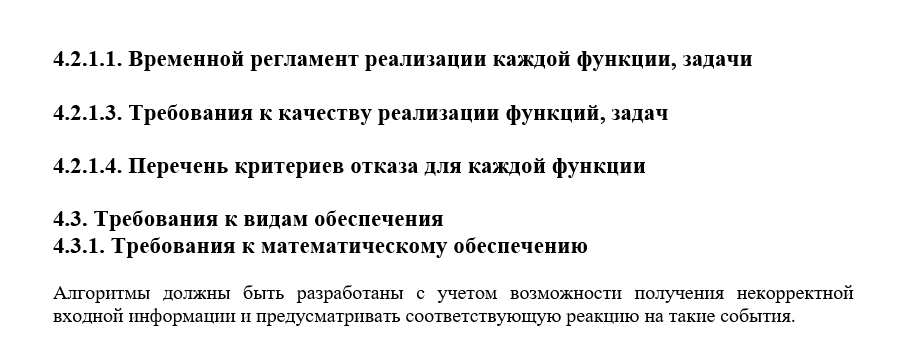 4.2.1.1. Временной регламент реализации каждой функции, задачи
4.2.1.3. Требования к качеству реализации функций, задач
4.2.1.4. Перечень критериев отказа для каждой функции
4.3. Требования к видам обеспечения
4.3.1. Требования к математическому обеспечению
Алгоритмы должны быть разработаны с учетом возможности получения некорректной
входной информации и предусматривать соответствующую реакцию на такие события.